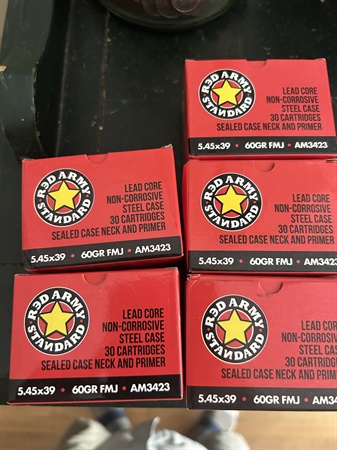 RED ARMY
STANDARD
LEAD CORE
NON-CORROSIVE
STEEL CASE
30 CARTRIDGES
SEALED CASE NECK AND PRIMER
5.45x39 • 60GR FMJ • AM3423
RED ARMY
STANDARD
LEAD CORE
NON-CORROSIVE
STEEL CASE
30 CARTRIDGES
SEALED CASE NECK AND PRIMER
5.45x39 • 60GR FMJ • AM3423
RED ARMY
STANDARD
LEAD CORE
NON-CORROSIVE
STEEL CASE
30 CARTRIDGES
SEALED CASE NECK AND PRIMER
5.45x39 • 60GR FMJ • AM3423
RED ARMY
STANDARD
LEAD CORE
NON-CORROSIVE
STEEL CASE
30 CARTRIDGES
SEALED CASE NECK AND PRIMER
5.45x39 • 60GR FMJ • AM3423
RED ARMY
STANDARD
LEAD CORE
NON-CORROSIVE
STEEL CASE
30 CARTRIDGES
SEALED CASE NECK AND PRIM
5.45x39 • 60GR FMJ • AM34